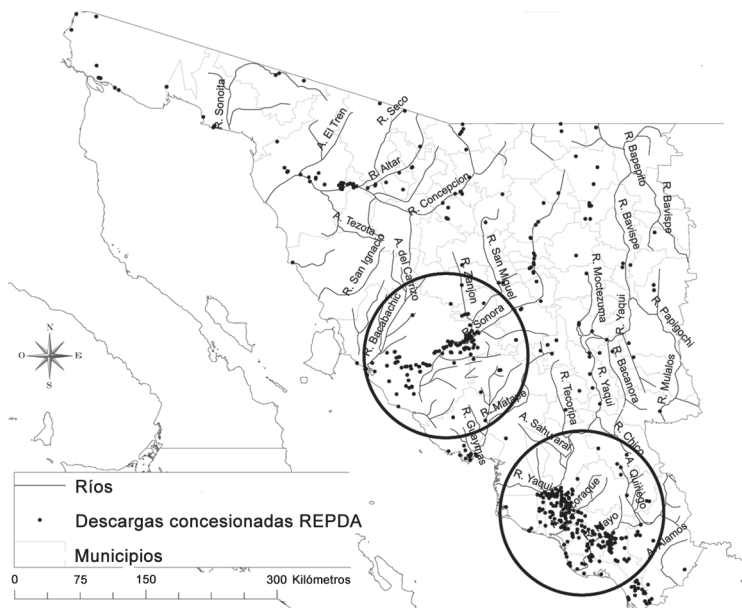 R. Sonoita
A. El Tren
R. Seco
R. Altar
R. Concepcion
A. Tezota
R. San Ignacio
A. del Carrizo
R. Bacabachic
R. Zanjon
R. San Miguel
R. Sonora
R. Bapepito
R. Bavispe
R. Bavispe
R. Moctezuma
R. Yaqui
R. Papigochi
R. Bacanora
R. Mulatos
R. Yaqui
R. Tecoripa
R. Matape
R. Guaymas
A. Sahuaral
R. Chico
A. Quiriego
R. Yaqui
A. Alamos
N
O
E
S
Ríos
Descargas concesionadas REPDA
Municipios
0 75 150 300 Kilómetros